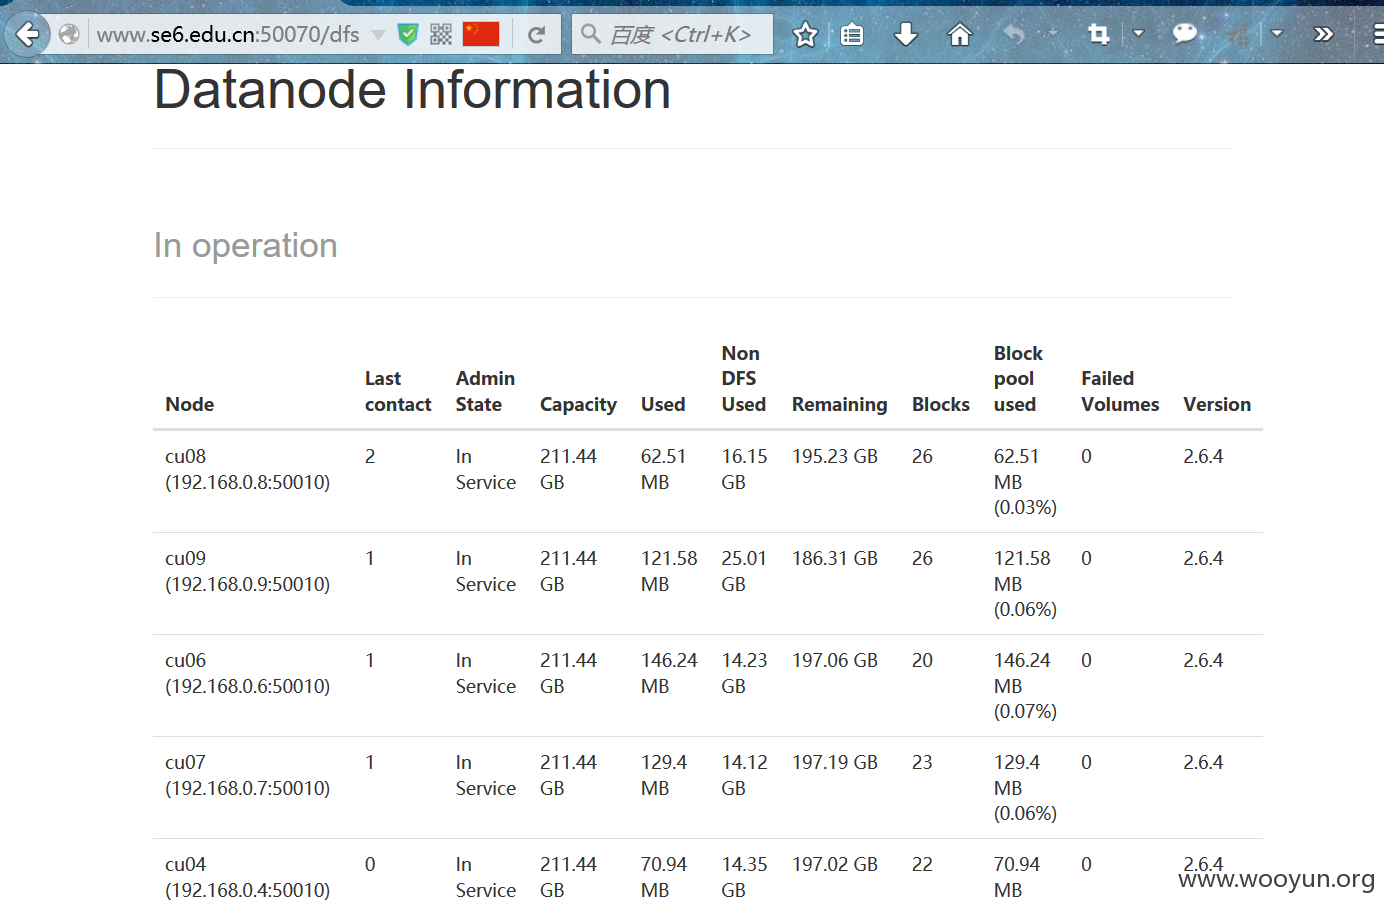 www.se6.edu.cn:50070/dfs
百度 <Ctrl+K>
Datanode Information
In operation
Node
Last
contact
Admin
State
Capacity
Used
Non
DFS
Used
Remaining
Blocks
Block
pool
used
Failed
Volumes
Version
cu08
(192.168.0.8:50010)
2
In
Service
211.44
GB
62.51
MB
16.15
GB
195.23 GB
26
62.51
MB
(0.03%)
0
2.6.4
cu09
(192.168.0.9:50010)
1
In
Service
211.44
GB
121.58
MB
25.01
GB
186.31 GB
26
121.58
MB
(0.06%)
0
2.6.4
cu06
(192.168.0.6:50010)
1
In
Service
211.44
GB
146.24
MB
14.23
GB
197.06 GB
20
146.24
MB
(0.07%)
0
2.6.4
cu07
(192.168.0.7:50010)
1
In
Service
211.44
GB
129.4
MB
14.12
GB
197.19 GB
23
129.4
MB
(0.06%)
0
2.6.4
cu04
(192.168.0.4:50010)
0
In
Service
211.44
GB
70.94
MB
14.35
GB
197.02 GB
22
70.94
MB
0
2.6.4
www.wooyun.org